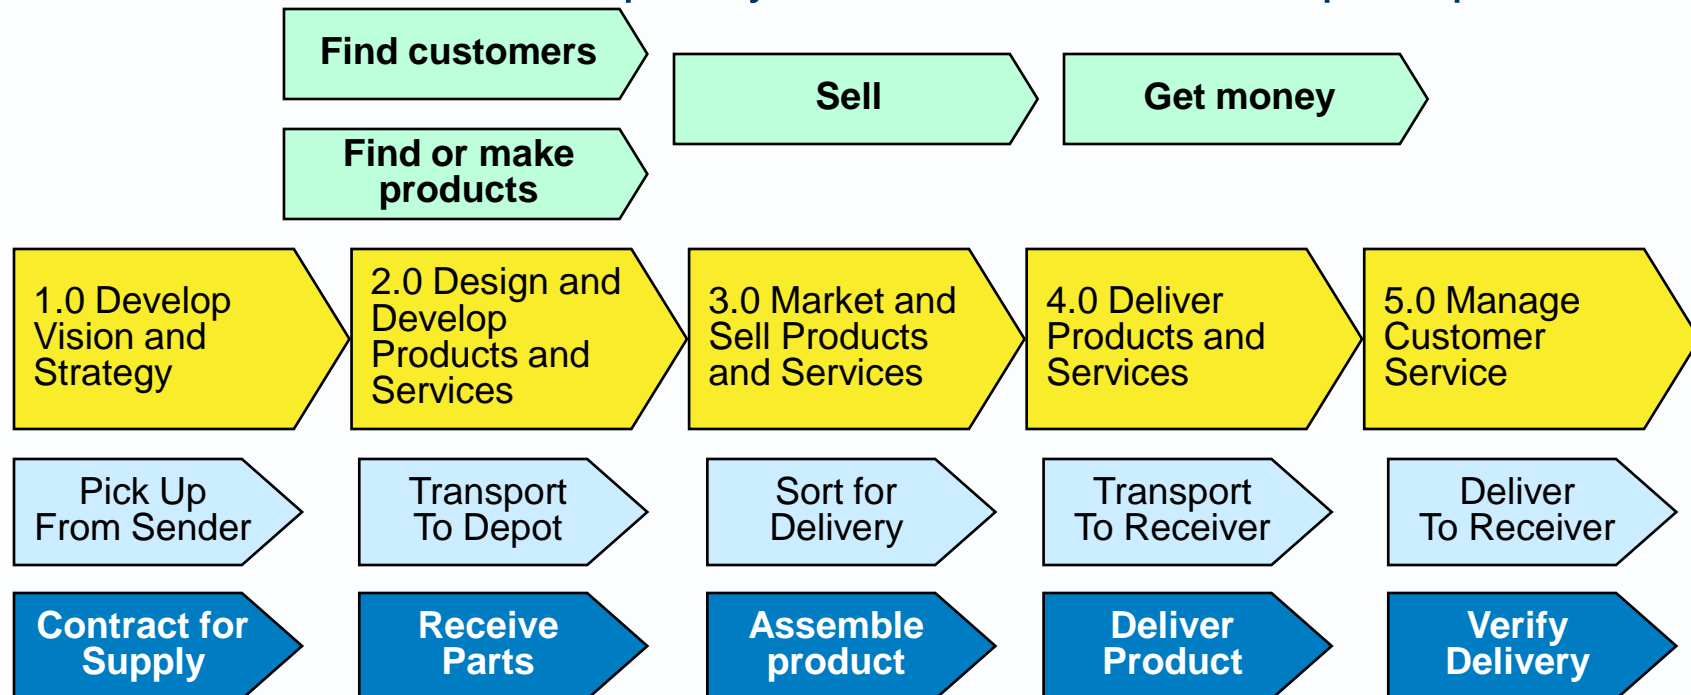 Find customers
Sell
Get money
Find or make
products
1.0 Develop
Vision and
Strategy
2.0 Design and
Develop
Products and
Services
3.0 Market and
Sell Products
and Services
4.0 Deliver
Products and
Services
5.0 Manage
Customer
Service
Pick Up
From Sender
Transport
To Depot
Sort for
Delivery
Transport
To Receiver
Deliver
To Receiver
Contract for
Supply
Receive
Parts
Assemble
product
Deliver
Product
Verify
Delivery